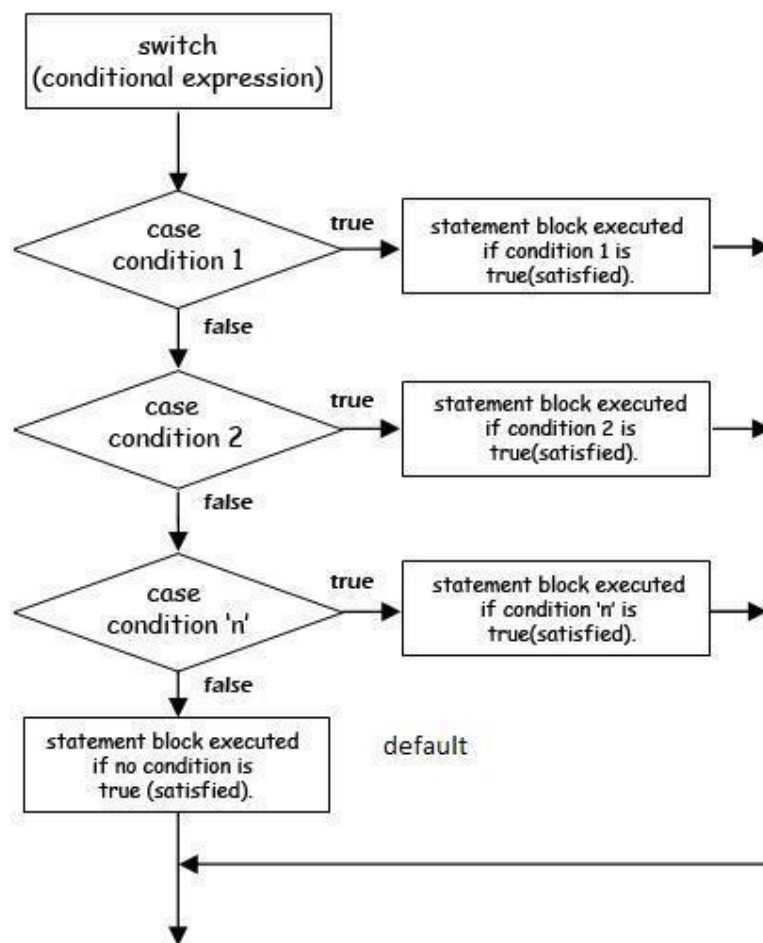 switch
(conditional expression)
case
condition 1
true
statement block executed
if condition 1 is
true(satisfied).
false
case
condition 2
true
statement block executed
if condition 2 is
true(satisfied).
false
case
condition 'n'
true
statement block executed
if condition 'n' is
true(satisfied).
false
statement block executed
if no condition is
true (satisfied).
default